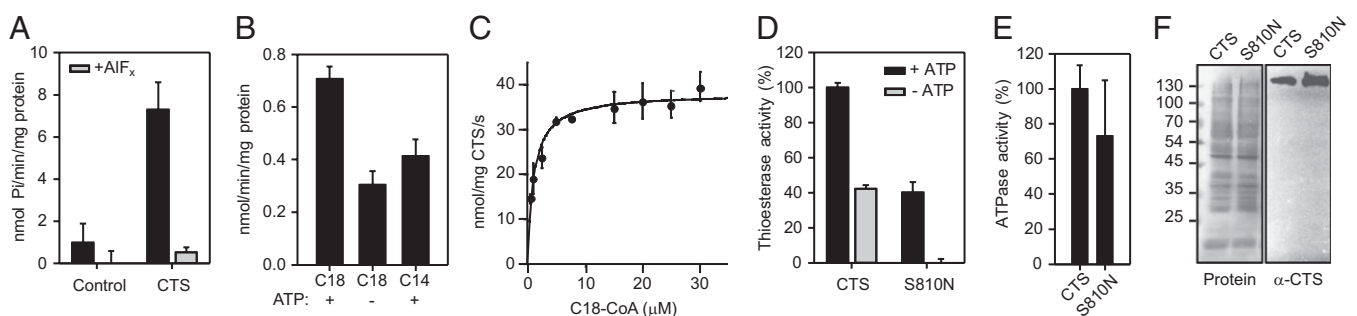 A
nmol Pi/min/mg protein
10
8
6
4
2
0
+AlFx
Control CTS
B
nmol/min/mg protein
0.8
0.6
0.4
0.2
0.0
C18 C18 C14
ATP: + - +
C
nmol/mg CTS/s
40
30
20
10
0 10 20 30
C18-CoA (μM)
D
Thioesterase activity (%)
120
100
80
60
40
20
0
+ ATP
- ATP
CTS S810N
E
ATPase activity (%)
120
100
80
60
40
20
0
CTS
S810N
F
CTS
S810N
CTS
S810N
130
100
70
54
45
35
25
Protein α-CTS